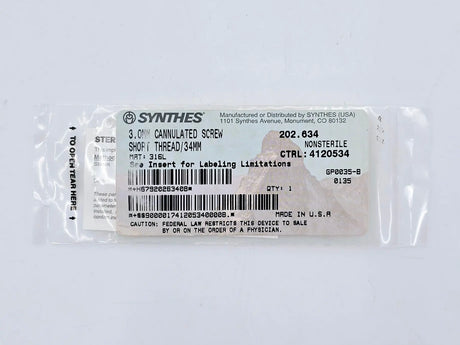 SYNTHES®
Manufactured or Distributed by SYNTHES (USA)
1101 Synthes Avenue, Monument, CO 80132
3.0MM CANNULATED SCREW
202.634
SHORT THREAD/34MM
NONSTERILE
MAT: 316L
CTRL: 4120534
See Insert for Labeling Limitations
GP0035-B
0135
*+H67920263408*
QTY: 1
*+$$9000017412053400008.*
MADE IN U.S.A
CAUTION: FEDERAL LAW RESTRICTS THIS DEVICE TO SALE
BY OR ON THE ORDER OF A PHYSICIAN.
TO OPEN TEAR HERE
STER